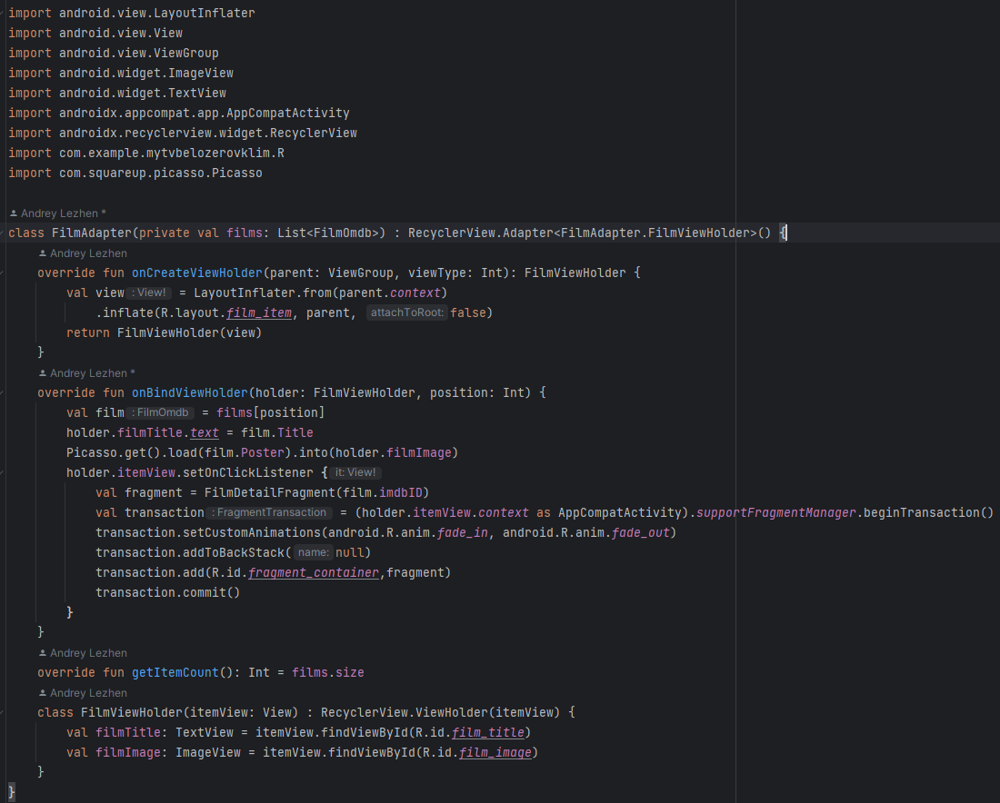 import android.view.LayoutInflater
import android.view.View
import android.view.ViewGroup
import android.widget.ImageView
import android.widget.TextView
import androidx.appcompat.app.AppCompatActivity
import androidx.recyclerview.widget.RecyclerView
import com.example.mytvbelozerovklim.R
import com.squareup.picasso.Picasso
Andrey Lezhen *
class FilmAdapter(private val films: List<FilmOmdb>) : RecyclerView.Adapter<FilmAdapter.FilmViewHolder>() {
Andrey Lezhen
override fun onCreateViewHolder(parent: ViewGroup, viewType: Int): FilmViewHolder {
val view : View! = LayoutInflater.from(parent.context)
.inflate(R.layout.film_item, parent, attachToRoot: false)
return FilmViewHolder(view)
}
Andrey Lezhen *
override fun onBindViewHolder(holder: FilmViewHolder, position: Int) {
val film : FilmOmdb = films[position]
holder.filmTitle.text = film.Title
Picasso.get().load(film.Poster).into(holder.filmImage)
holder.itemView.setOnClickListener { it: View!
val fragment = FilmDetailFragment(film.imdbID)
val transaction : FragmentTransaction = (holder.itemView.context as AppCompatActivity).supportFragmentManager.beginTransaction()
transaction.setCustomAnimations(android.R.anim.fade_in, android.R.anim.fade_out)
transaction.addToBackStack( name: null)
transaction.add(R.id.fragment_container,fragment)
transaction.commit()
}
}
Andrey Lezhen
override fun getItemCount(): Int = films.size
Andrey Lezhen
class FilmViewHolder(itemView: View) : RecyclerView.ViewHolder(itemView) {
val filmTitle: TextView = itemView.findViewById(R.id.film_title)
val filmImage: ImageView = itemView.findViewById(R.id.film_image)
}
}